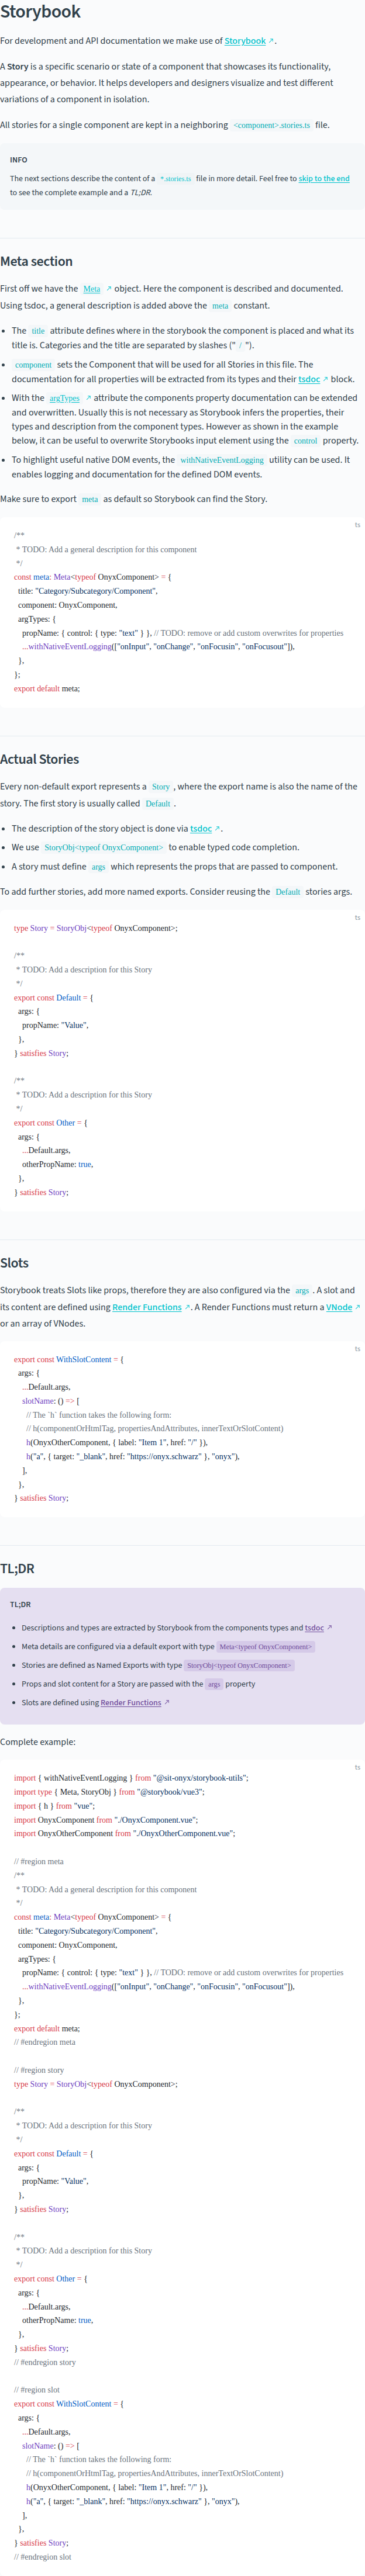 Storybook
For development and API documentation we make use of Storybook ↗.
A Story is a specific scenario or state of a component that showcases its functionality,
appearance, or behavior. It helps developers and designers visualize and test different
variations of a component in isolation.
All stories for a single component are kept in a neighboring <component>.stories.ts file.
INFO
The next sections describe the content of a *.stories.ts file in more detail. Feel free to skip to the end
to see the complete example and a TL;DR.
Meta section
First off we have the Meta ↗ object. Here the component is described and documented.
Using tsdoc, a general description is added above the meta constant.
• The title attribute defines where in the storybook the component is placed and what its
title is. Categories and the title are separated by slashes (" / ").
• component sets the Component that will be used for all Stories in this file. The
documentation for all properties will be extracted from its types and their tsdoc ↗ block.
• With the argTypes ↗ attribute the components property documentation can be extended
and overwritten. Usually this is not necessary as Storybook infers the properties, their
types and description from the component types. However as shown in the example
below, it can be useful to overwrite Storybooks input element using the control property.
• To highlight useful native DOM events, the withNativeEventLogging utility can be used. It
enables logging and documentation for the defined DOM events.
Make sure to export meta as default so Storybook can find the Story.
ts
/**
 * TODO: Add a general description for this component
 */
const meta: Meta<typeof OnyxComponent> = {
  title: "Category/Subcategory/Component",
  component: OnyxComponent,
  argTypes: {
    propName: { control: { type: "text" } }, // TODO: remove or add custom overwrites for properties
    ...withNativeEventLogging(["onInput", "onChange", "onFocusin", "onFocusout"]),
  },
};
export default meta;
Actual Stories
Every non-default export represents a Story , where the export name is also the name of the
story. The first story is usually called Default .
• The description of the story object is done via tsdoc ↗.
• We use StoryObj<typeof OnyxComponent> to enable typed code completion.
• A story must define args which represents the props that are passed to component.
To add further stories, add more named exports. Consider reusing the Default stories args.
ts
type Story = StoryObj<typeof OnyxComponent>;
/**
 * TODO: Add a description for this Story
 */
export const Default = {
  args: {
    propName: "Value",
  },
} satisfies Story;
/**
 * TODO: Add a description for this Story
 */
export const Other = {
  args: {
    ...Default.args,
    otherPropName: true,
  },
} satisfies Story;
Slots
Storybook treats Slots like props, therefore they are also configured via the args . A slot and
its content are defined using Render Functions ↗. A Render Functions must return a VNode ↗
or an array of VNodes.
ts
export const WithSlotContent = {
  args: {
    ...Default.args,
    slotName: () => [
      // The `h` function takes the following form:
      // h(componentOrHtmlTag, propertiesAndAttributes, innerTextOrSlotContent)
      h(OnyxOtherComponent, { label: "Item 1", href: "/" }),
      h("a", { target: "_blank", href: "https://onyx.schwarz" }, "onyx"),
    ],
  },
} satisfies Story;
TL;DR
TL;DR
• Descriptions and types are extracted by Storybook from the components types and tsdoc ↗
• Meta details are configured via a default export with type Meta<typeof OnyxComponent>
• Stories are defined as Named Exports with type StoryObj<typeof OnyxComponent>
• Props and slot content for a Story are passed with the args property
• Slots are defined using Render Functions ↗
Complete example:
ts
import { withNativeEventLogging } from "@sit-onyx/storybook-utils";
import type { Meta, StoryObj } from "@storybook/vue3";
import { h } from "vue";
import OnyxComponent from "./OnyxComponent.vue";
import OnyxOtherComponent from "./OnyxOtherComponent.vue";
// #region meta
/**
 * TODO: Add a general description for this component
 */
const meta: Meta<typeof OnyxComponent> = {
  title: "Category/Subcategory/Component",
  component: OnyxComponent,
  argTypes: {
    propName: { control: { type: "text" } }, // TODO: remove or add custom overwrites for properties
    ...withNativeEventLogging(["onInput", "onChange", "onFocusin", "onFocusout"]),
  },
};
export default meta;
// #endregion meta
// #region story
type Story = StoryObj<typeof OnyxComponent>;
/**
 * TODO: Add a description for this Story
 */
export const Default = {
  args: {
    propName: "Value",
  },
} satisfies Story;
/**
 * TODO: Add a description for this Story
 */
export const Other = {
  args: {
    ...Default.args,
    otherPropName: true,
  },
} satisfies Story;
// #endregion story
// #region slot
export const WithSlotContent = {
  args: {
    ...Default.args,
    slotName: () => [
      // The `h` function takes the following form:
      // h(componentOrHtmlTag, propertiesAndAttributes, innerTextOrSlotContent)
      h(OnyxOtherComponent, { label: "Item 1", href: "/" }),
      h("a", { target: "_blank", href: "https://onyx.schwarz" }, "onyx"),
    ],
  },
} satisfies Story;
// #endregion slot